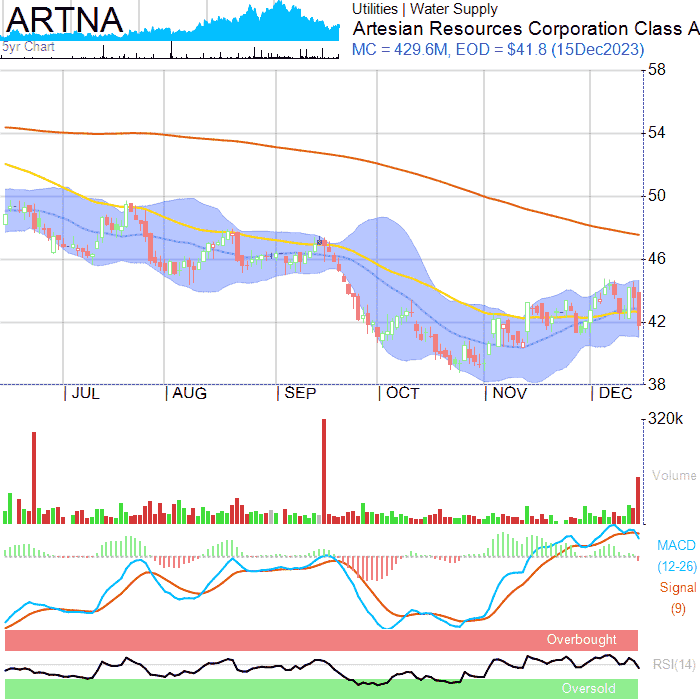 ARTNA
5yr Chart
Utilities | Water Supply
Artesian Resources Corporation Class A
MC = 429.6M, EOD = $41.8 (15Dec2023)
58
54
50
46
42
38
| JUL | AUG | SEP | OCT | NOV | DEC
320k
Volume
MACD
(12-26)
Signal
(9)
Overbought
RSI(14)
Oversold